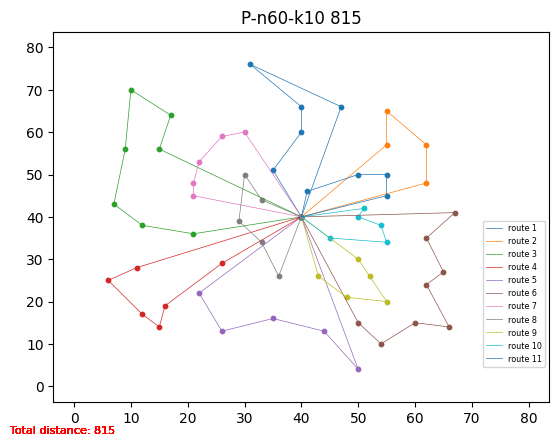 P-n60-k10 815
80
70
60
50
40
30
20
10
0
0 10 20 30 40 50 60 70 80
route 1
route 2
route 3
route 4
route 5
route 6
route 7
route 8
route 9
route 10
route 11
Total distance: 815